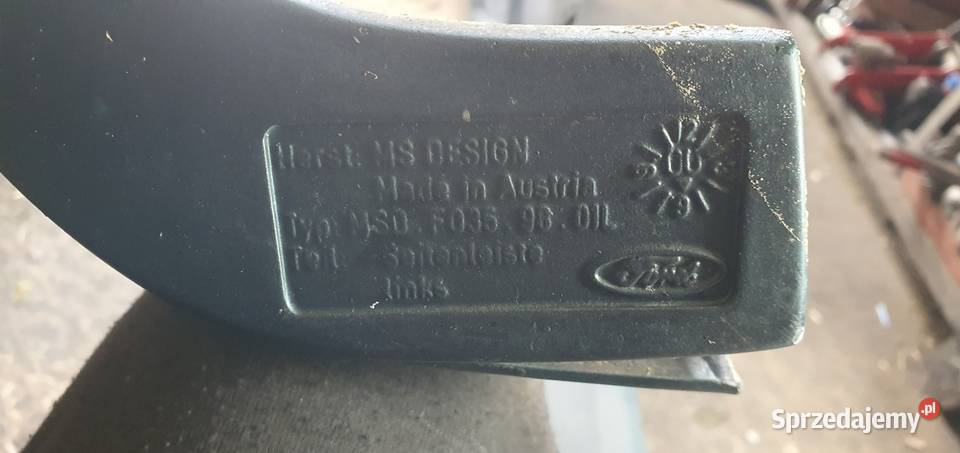 Herst: MS DESIGN
Made in Austria
Typ: MSD. F035 96.01L
Teil: Seitenleiste
links
00
Ford
Sprzedajemy.pl